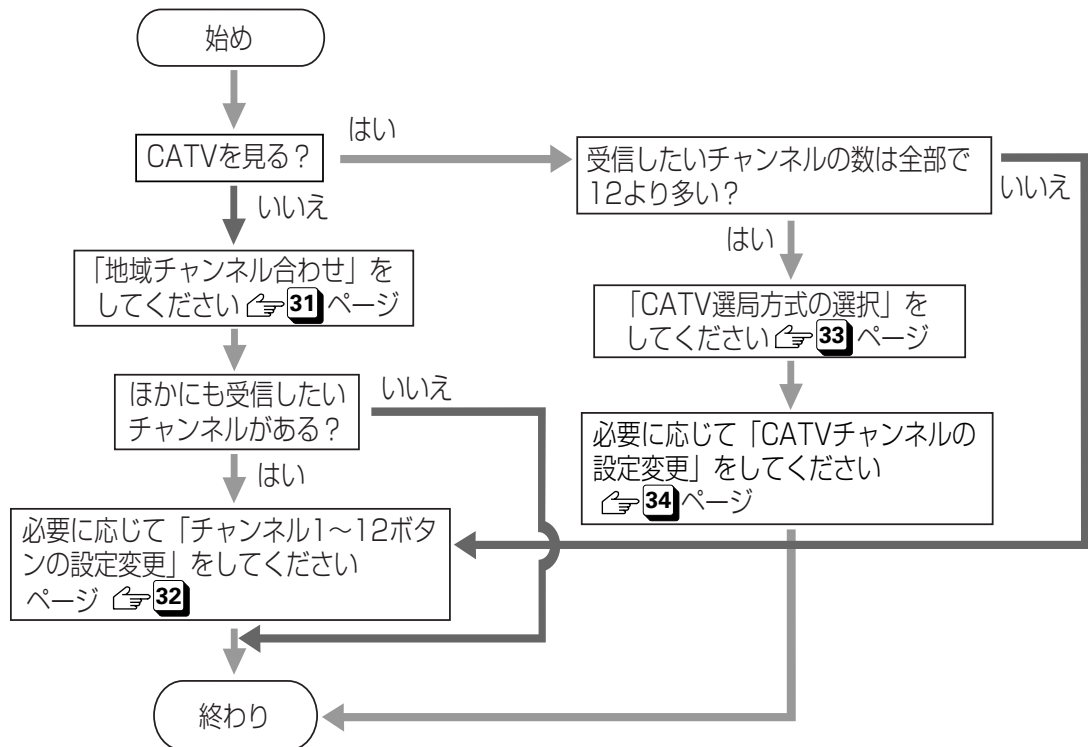 始め
CATVを見る？
はい
いいえ
受信したいチャンネルの数は全部で
12より多い？
いいえ
はい
「地域チャンネル合わせ」を
してください 31 ページ
「CATV選局方式の選択」を
してください 33 ページ
ほかにも受信したい
チャンネルがある？
いいえ
はい
必要に応じて「CATVチャンネルの
設定変更」をしてください
34 ページ
必要に応じて「チャンネル1～12ボタ
ンの設定変更」をしてください
ページ 32
終わり